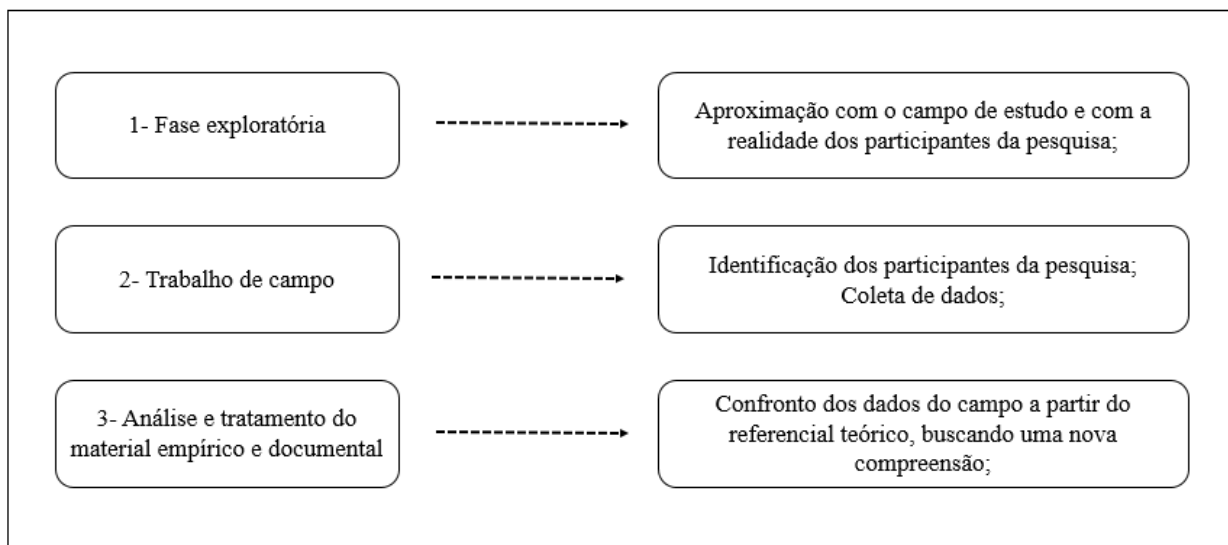 1- Fase exploratória
Aproximação com o campo de estudo e com a
realidade dos participantes da pesquisa;
2- Trabalho de campo
Identificação dos participantes da pesquisa;
Coleta de dados;
3- Análise e tratamento do
material empírico e documental
Confronto dos dados do campo a partir do
referencial teórico, buscando uma nova
compreensão;